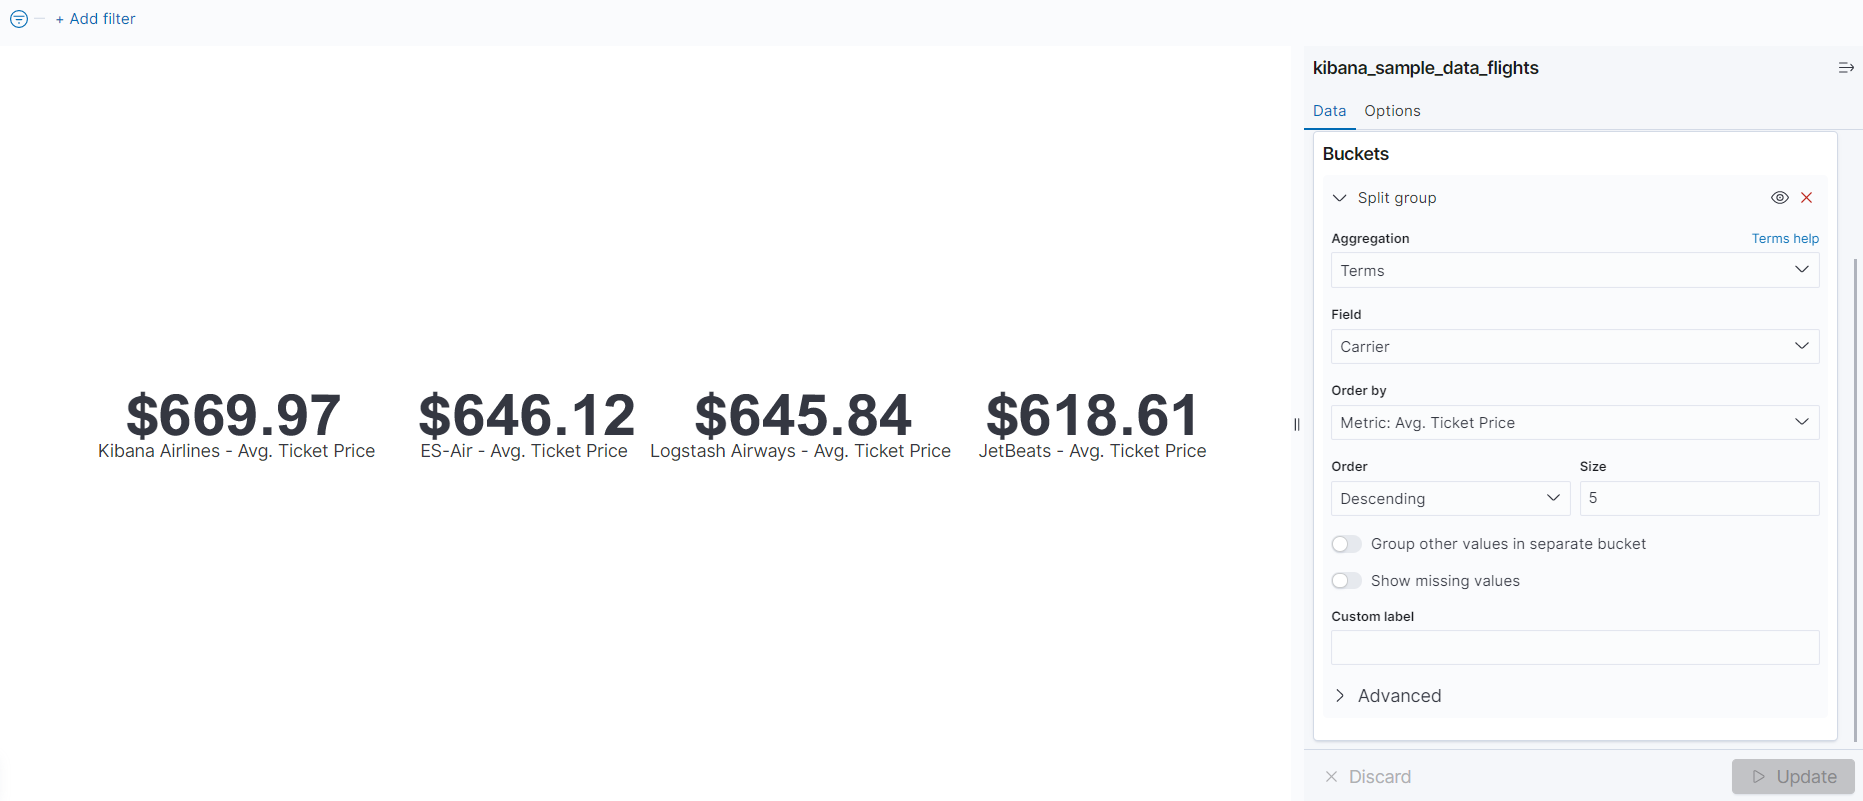 + Add filter
$669.97
Kibana Airlines - Avg. Ticket Price
$646.12
ES-Air - Avg. Ticket Price
$645.84
Logstash Airways - Avg. Ticket Price
$618.61
JetBeats - Avg. Ticket Price
kibana_sample_data_flights
Data Options
Buckets
Split group
Aggregation Terms help
Terms
Field
Carrier
Order by
Metric: Avg. Ticket Price
Order Size
Descending 5
Group other values in separate bucket
Show missing values
Custom label
Advanced
Discard Update